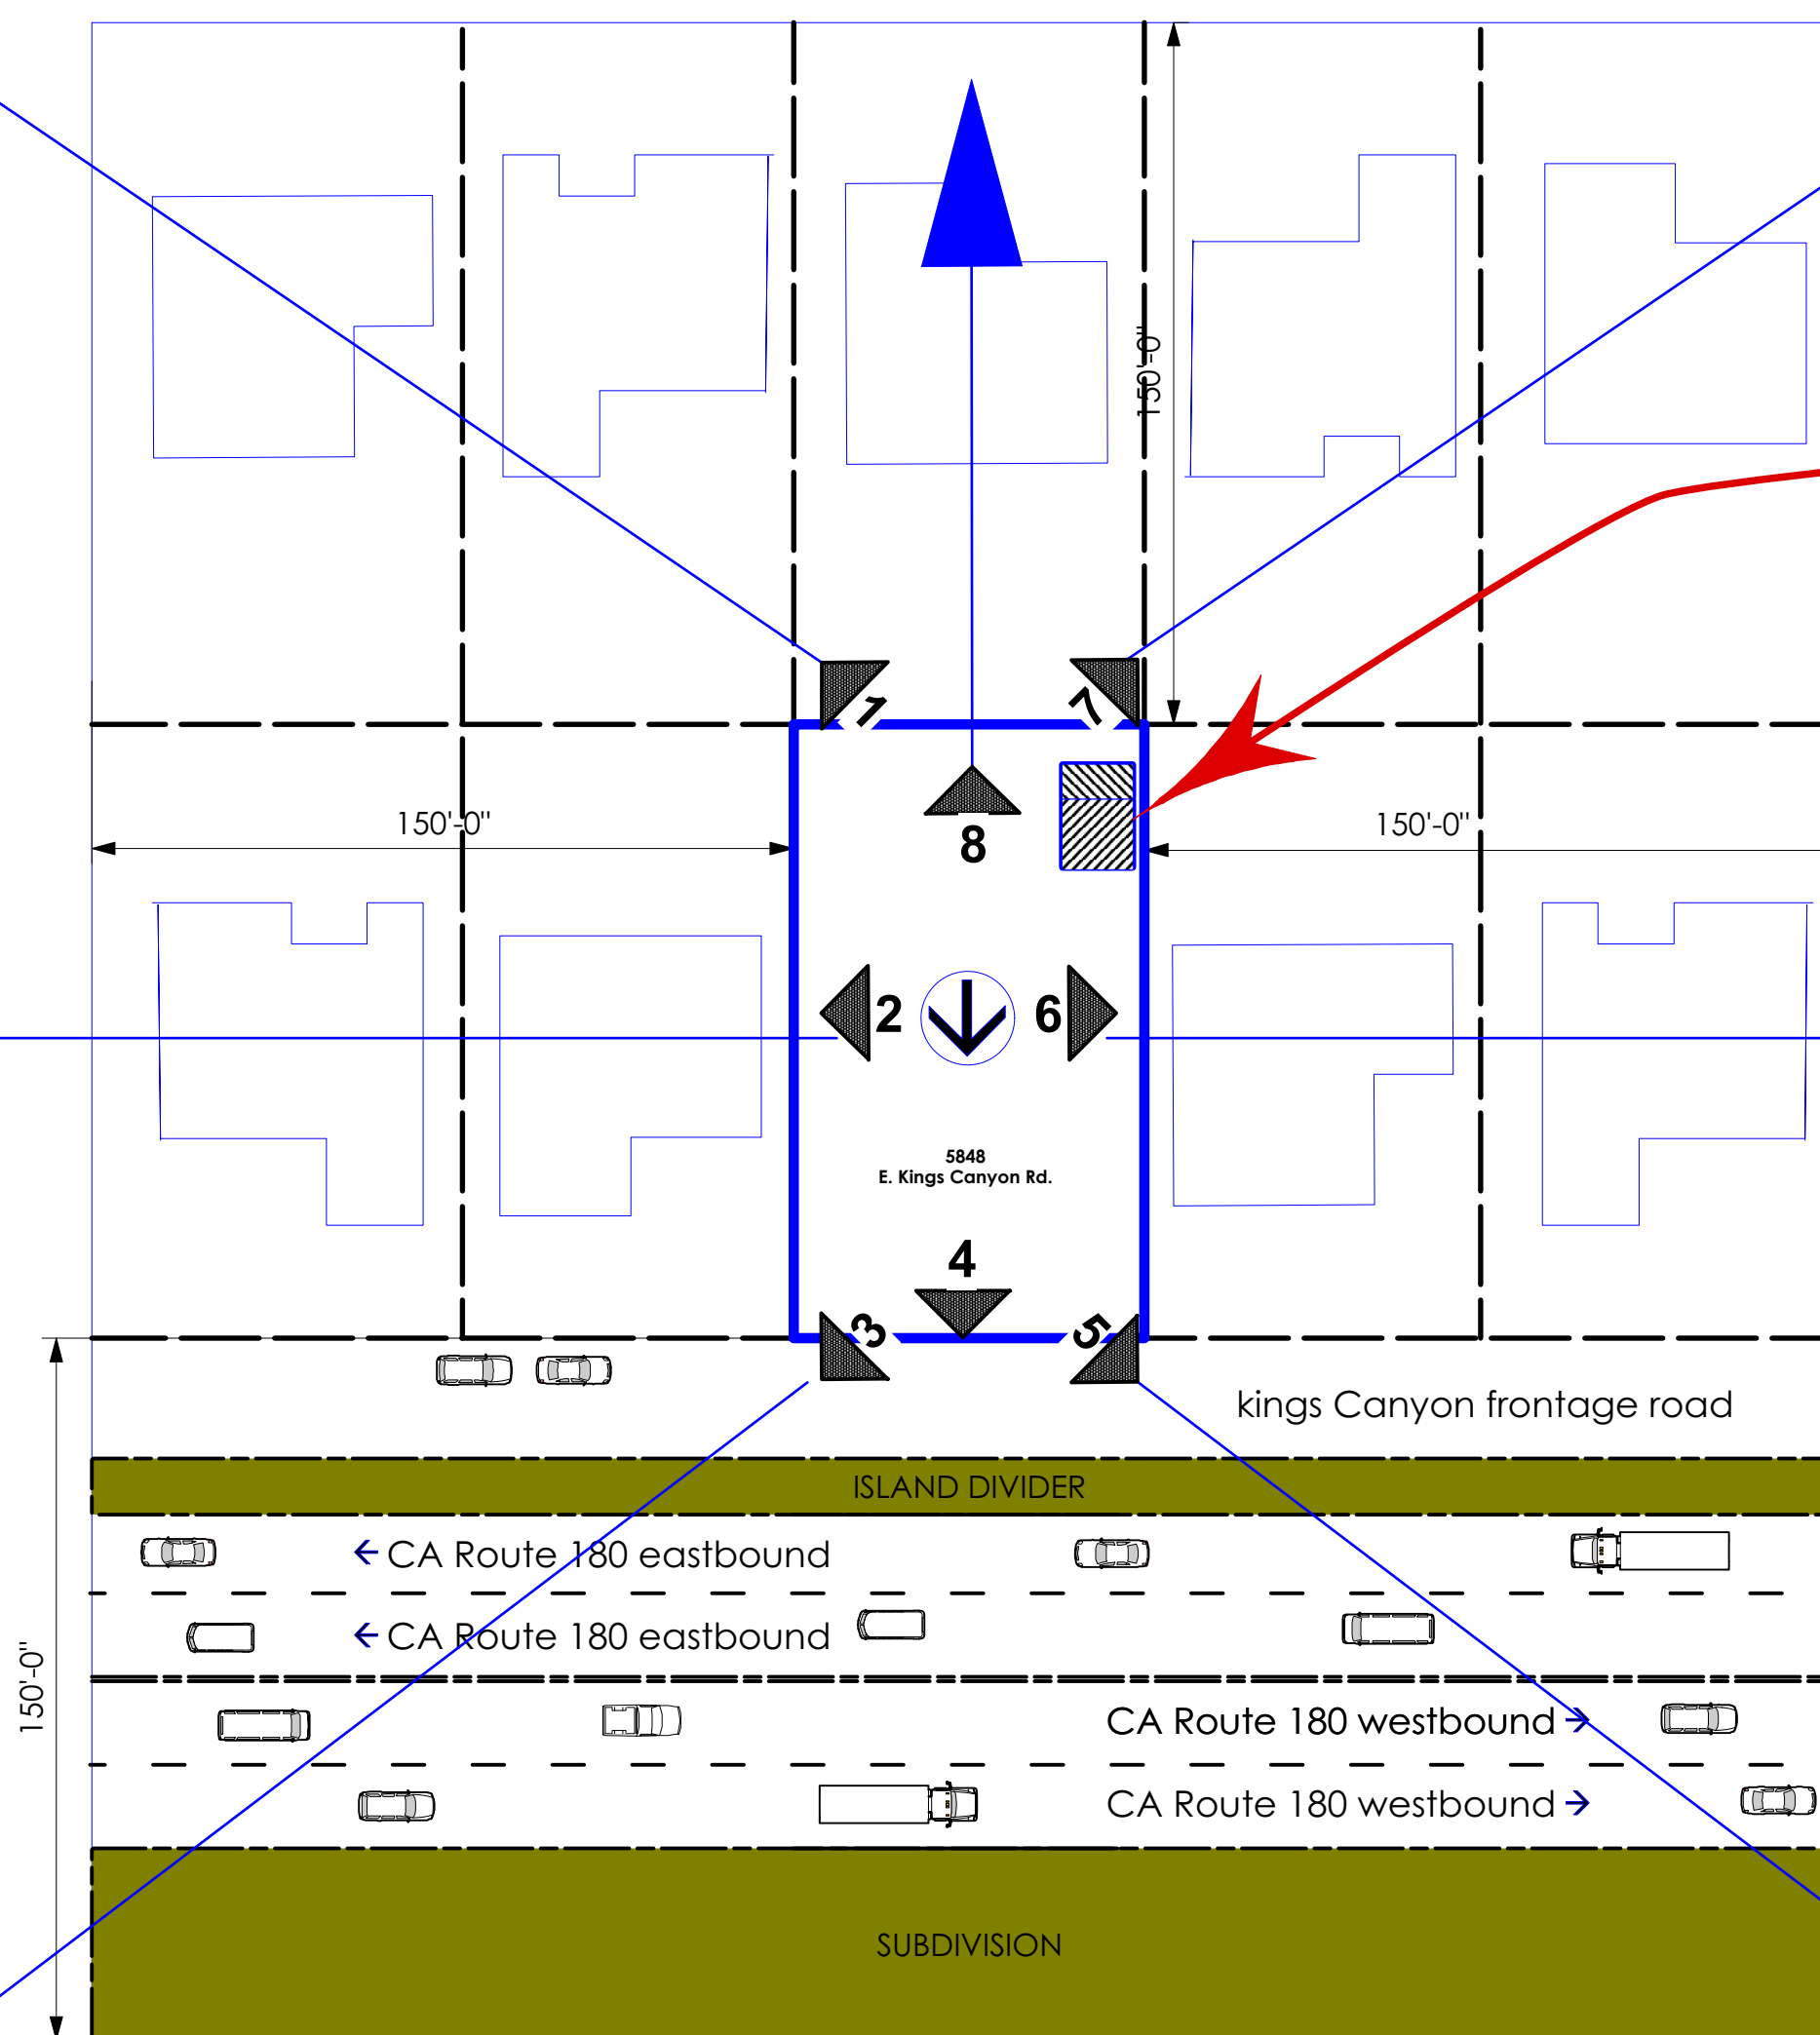 150'-0"
1
7
150'-0"
8
150'-0"
2
6
5848
E. Kings Canyon Rd.
4
3
5
kings Canyon frontage road
ISLAND DIVIDER
← CA Route 180 eastbound
← CA Route 180 eastbound
150'-0"
CA Route 180 westbound →
CA Route 180 westbound →
SUBDIVISION